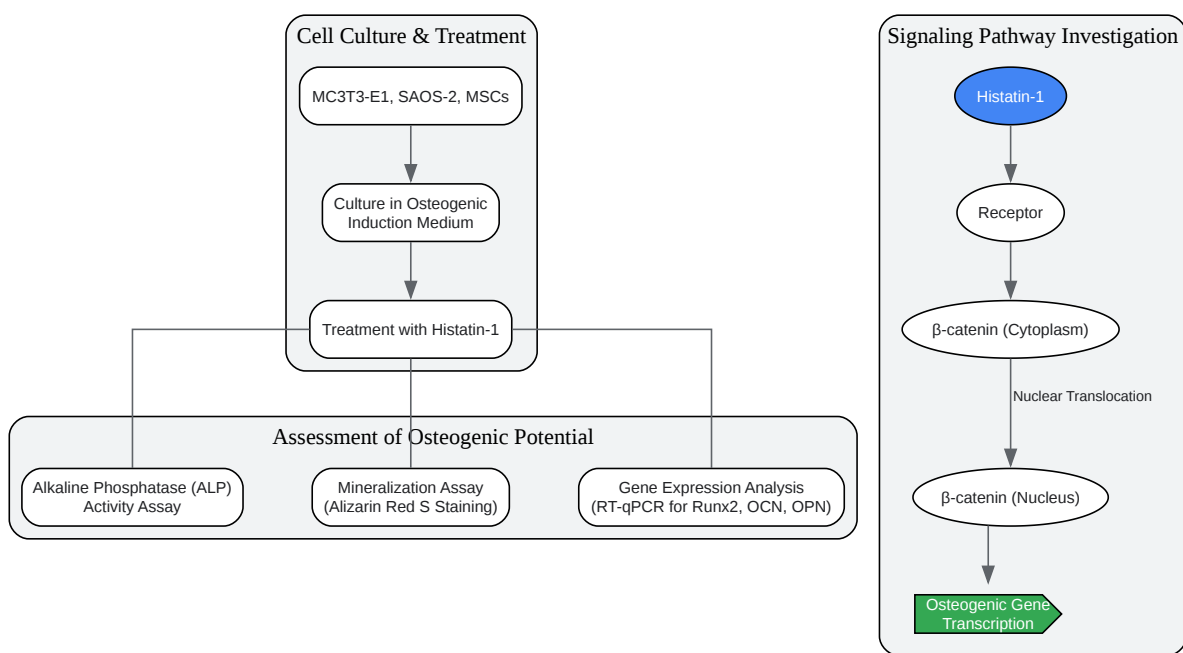 Cell Culture & Treatment
MC3T3-E1, SAOS-2, MSCs
Culture in Osteogenic
Induction Medium
Treatment with Histatin-1
Assessment of Osteogenic Potential
Alkaline Phosphatase (ALP)
Activity Assay
Mineralization Assay
(Alizarin Red S Staining)
Gene Expression Analysis
(RT-qPCR for Runx2, OCN, OPN)
Signaling Pathway Investigation
Histatin-1
Receptor
β-catenin (Cytoplasm)
Nuclear Translocation
β-catenin (Nucleus)
Osteogenic Gene
Transcription